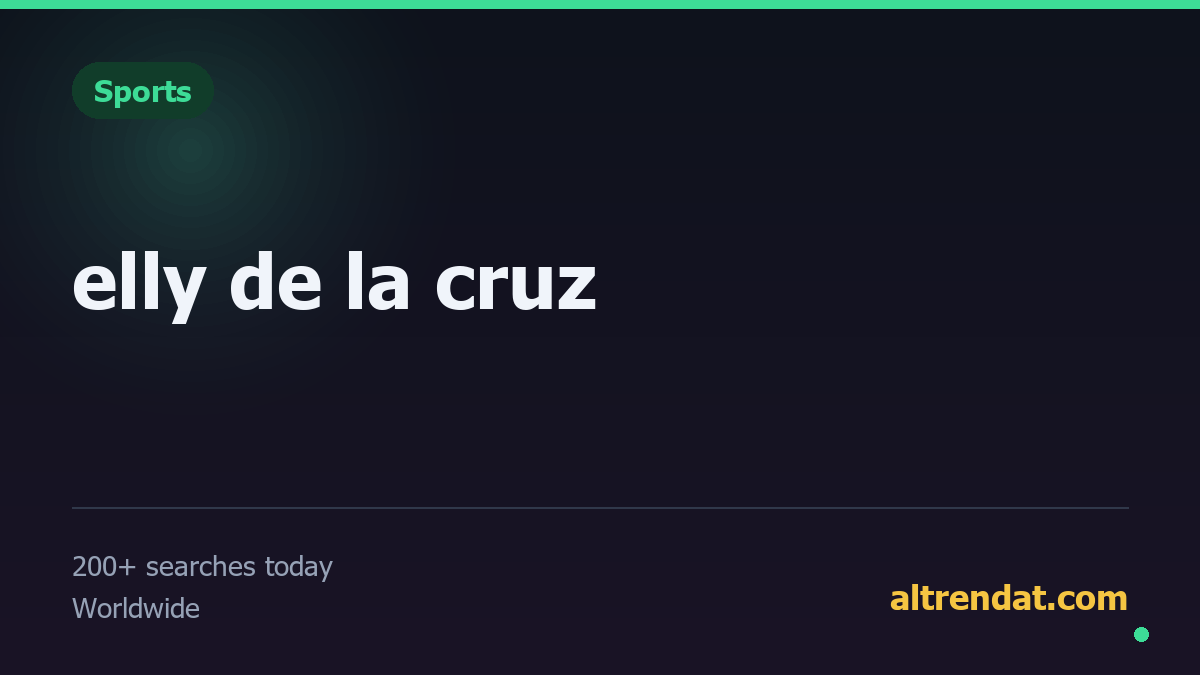 Sports
elly de la cruz
200+ searches today
Worldwide
altrendat.com